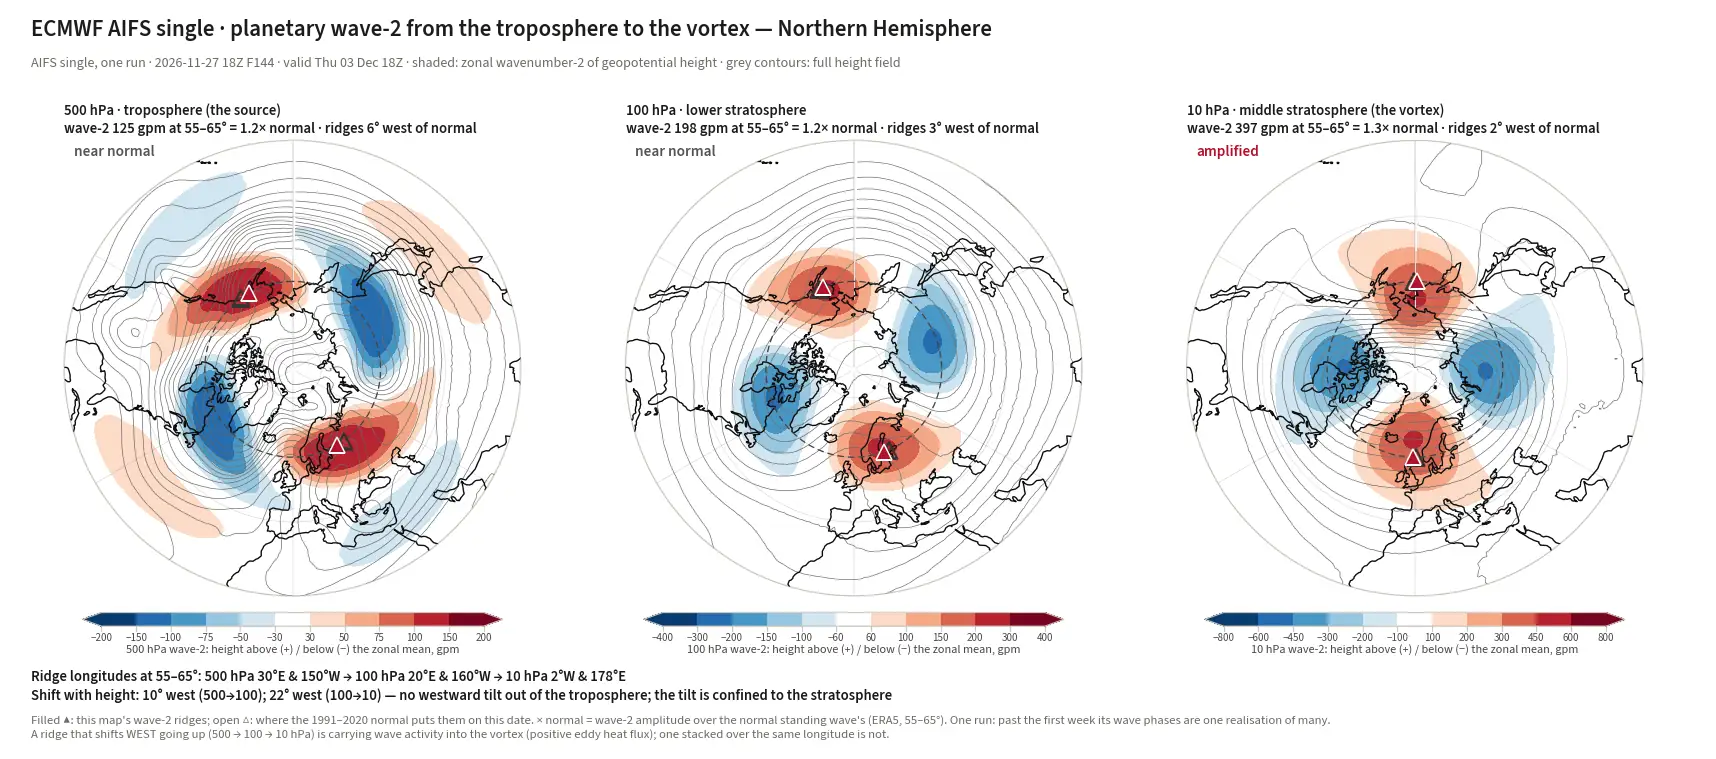 ECMWF AIFS single · planetary wave-2 from the troposphere to the vortex — Northern Hemisphere
AIFS single, one run · 2026-11-27 18Z F144 · valid Thu 03 Dec 18Z · shaded: zonal wavenumber-2 of geopotential height · grey contours: full height field
500 hPa · troposphere (the source)
wave-2 125 gpm at 55–65° = 1.2× normal · ridges 6° west of normal
near normal
100 hPa · lower stratosphere
wave-2 198 gpm at 55–65° = 1.2× normal · ridges 3° west of normal
near normal
10 hPa · middle stratosphere (the vortex)
wave-2 397 gpm at 55–65° = 1.3× normal · ridges 2° west of normal
amplified
−200 −150 −100 −75 −50 −30 30 50 75 100 150 200
500 hPa wave-2: height above (+) / below (−) the zonal mean, gpm
−400 −300 −200 −150 −100 −60 60 100 150 200 300 400
100 hPa wave-2: height above (+) / below (−) the zonal mean, gpm
−800 −600 −450 −300 −200 −100 100 200 300 450 600 800
10 hPa wave-2: height above (+) / below (−) the zonal mean, gpm
Ridge longitudes at 55–65°: 500 hPa 30°E & 150°W → 100 hPa 20°E & 160°W → 10 hPa 2°W & 178°E
Shift with height: 10° west (500→100); 22° west (100→10) — no westward tilt out of the troposphere; the tilt is confined to the stratosphere
Filled ▲: this map's wave-2 ridges; open △: where the 1991–2020 normal puts them on this date. × normal = wave-2 amplitude over the normal standing wave's (ERA5, 55–65°). One run: past the first week its wave phases are one realisation of many.
A ridge that shifts WEST going up (500 → 100 → 10 hPa) is carrying wave activity into the vortex (positive eddy heat flux); one stacked over the same longitude is not.